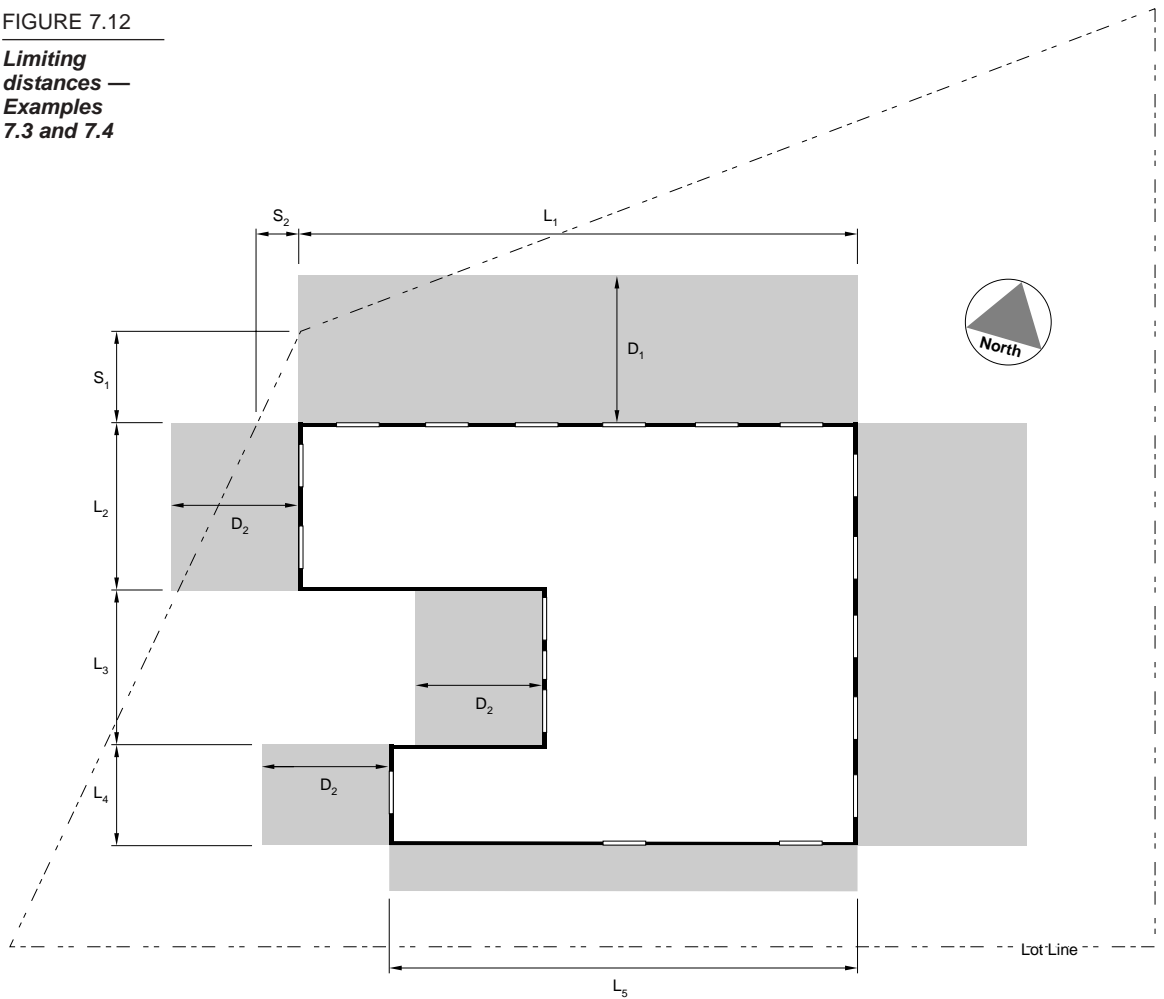 FIGURE 7.12
Limiting
distances —
Examples
7.3 and 7.4
S₂
L₁
D₁
North
S₁
L₂
D₂
L₃
D₂
D₂
L₄
Lot Line
L₅